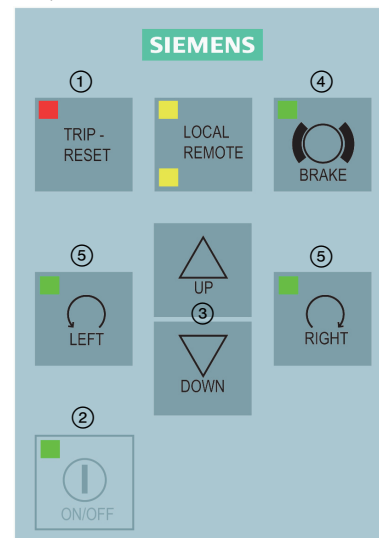 SIEMENS
①
④
TRIP -
RESET
LOCAL
REMOTE
BRAKE
⑤
⑤
LEFT
UP
③
RIGHT
DOWN
②
ON/OFF